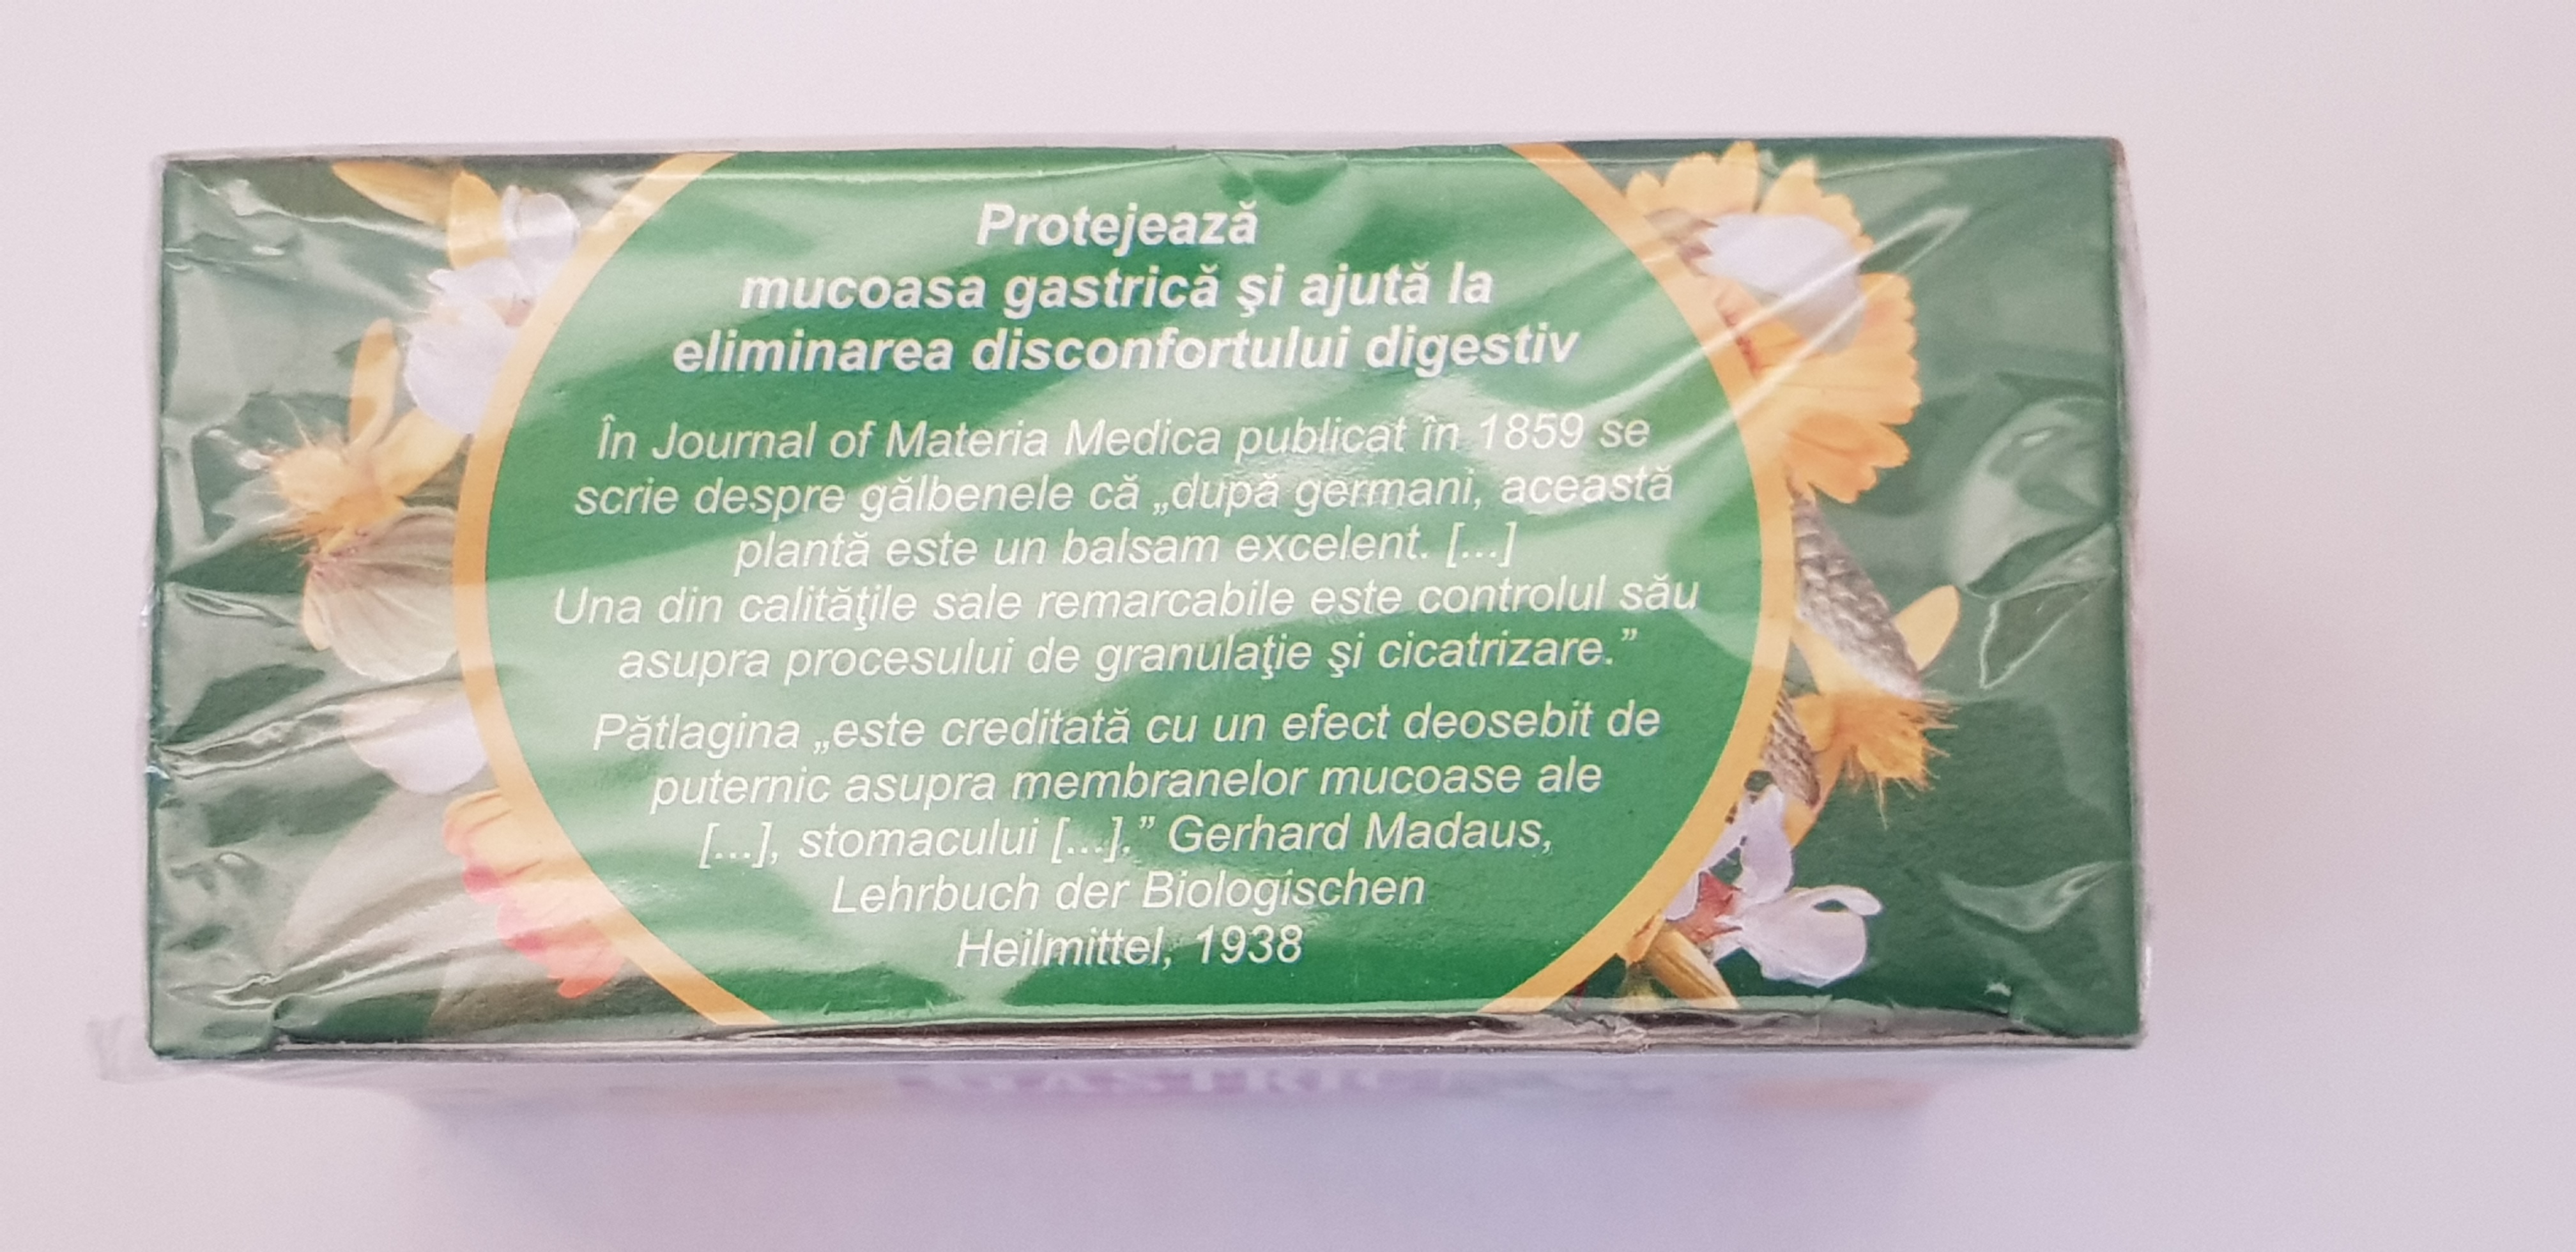 Protejează
mucoasa gastrică şi ajută la
eliminarea disconfortului digestiv
În Journal of Materia Medica publicat în 1859 se
scrie despre gălbenele că „după germani, această
plantă este un balsam excelent. [...]
Una din calităţile sale remarcabile este controlul său
asupra procesului de granulaţie şi cicatrizare.”
Pătlagina „este creditată cu un efect deosebit de
puternic asupra membranelor mucoase ale
[...], stomacului [...].” Gerhard Madaus,
Lehrbuch der Biologischen
Heilmittel, 1938